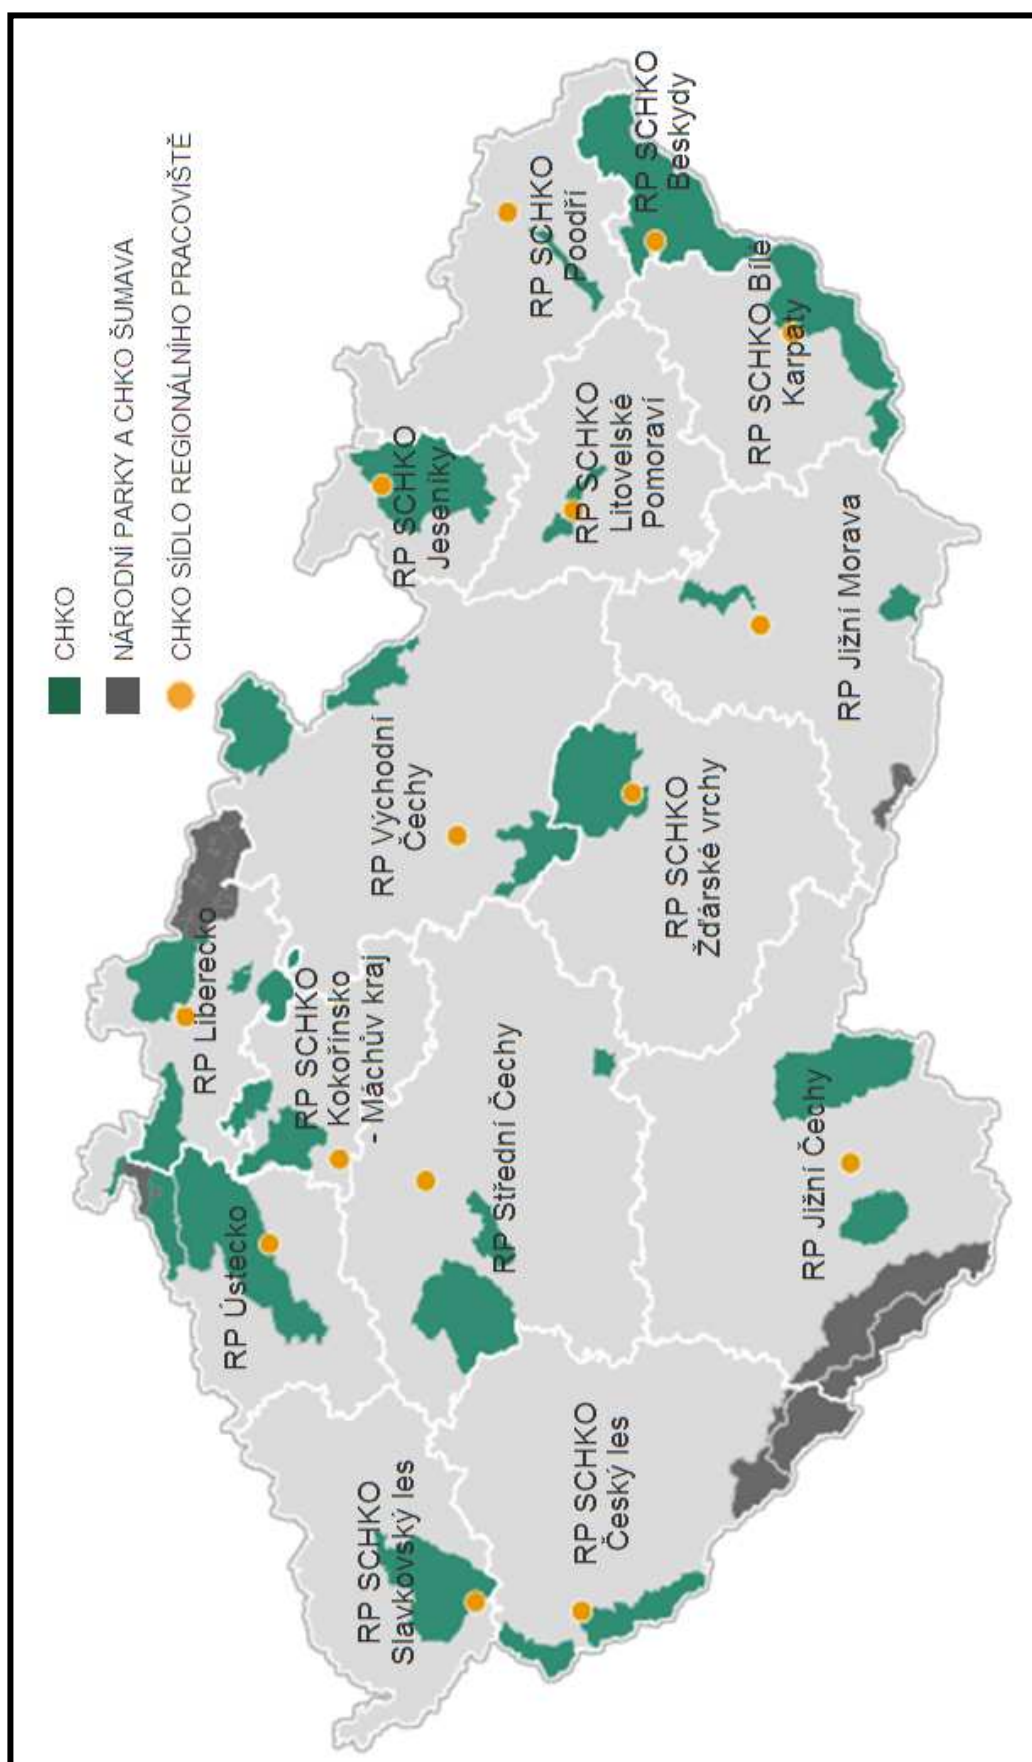 CHKO
NÁRODNÍ PARKY A CHKO ŠUMAVA
CHKO SÍDLO REGIONÁLNÍHO PRACOVIŠTĚ
RP Liberecko
RP Ústecko
RP SCHKO
Kokořínsko
- Máchův kraj
RP SCHKO
Slavkovský les
RP Východní
Čechy
RP SCHKO
Jeseníky
RP SCHKO
Poodří
RP Střední Čechy
RP SCHKO
Litovelské
Pomoraví
RP SCHKO
Beskydy
RP SCHKO
Český les
RP SCHKO
Žďárské vrchy
RP SCHKO Bílé
Karpaty
RP Jižní Čechy
RP Jižní Morava